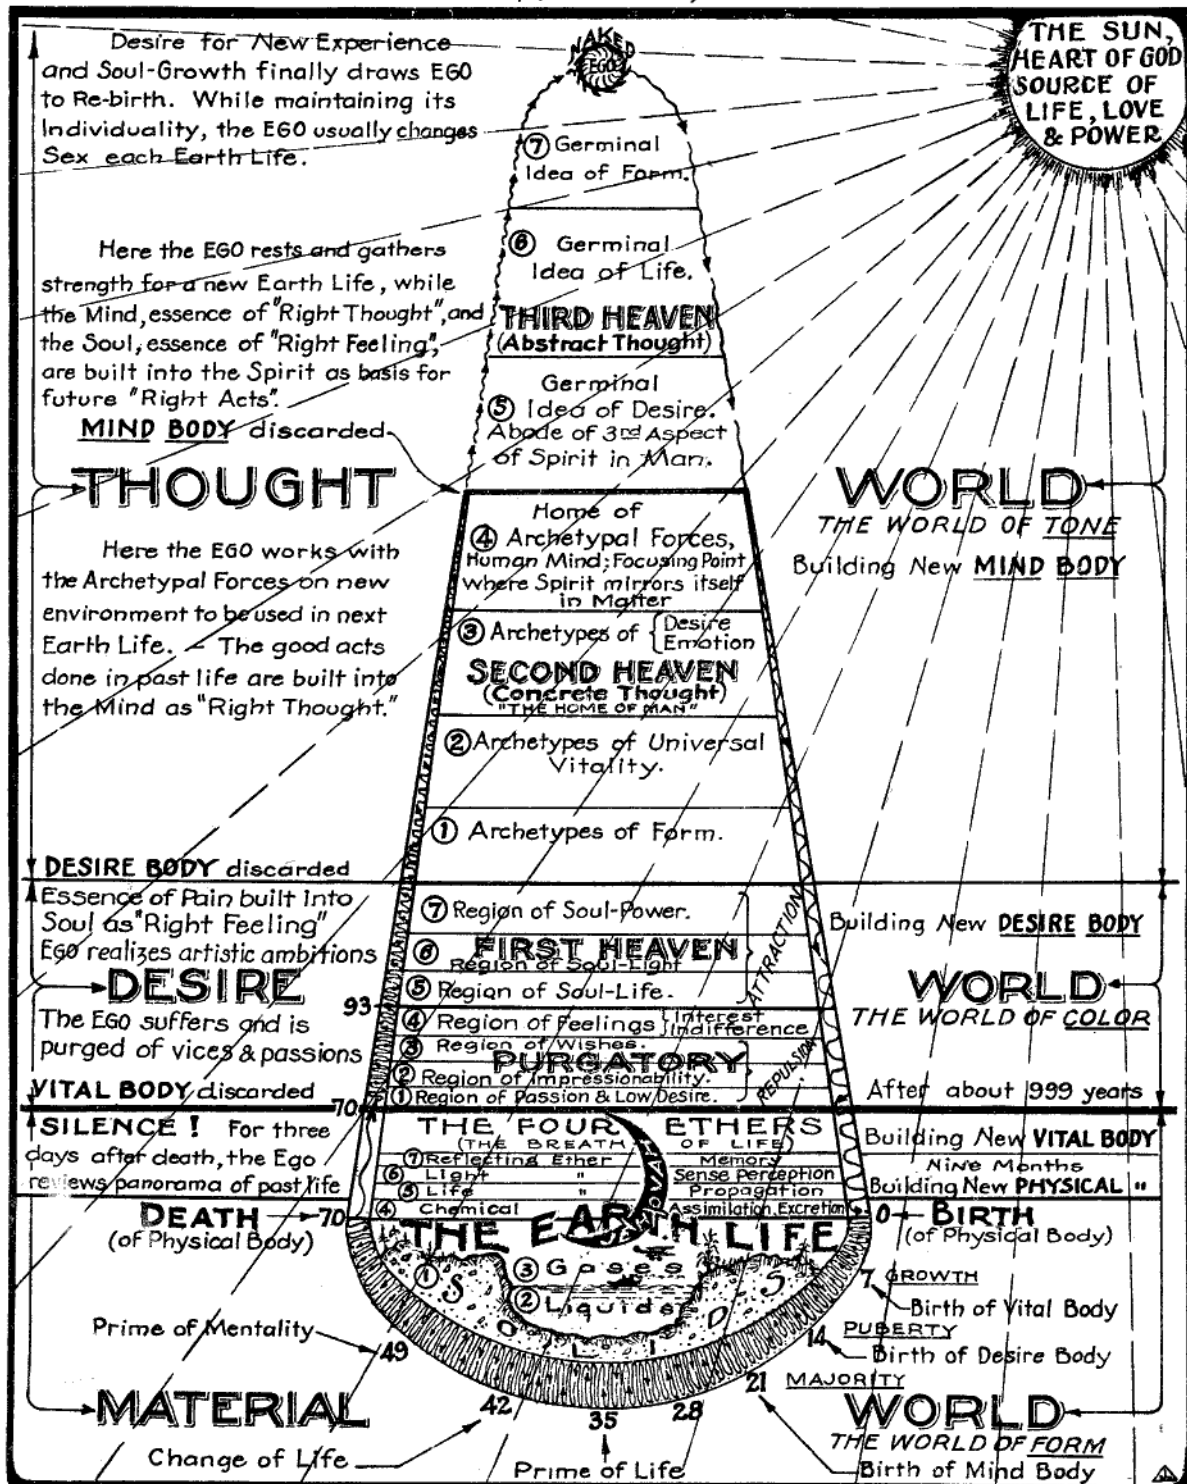 NAKED
EGO
THE SUN,
HEART OF GOD
SOURCE OF
LIFE, LOVE
& POWER
Desire for New Experience
and Soul-Growth finally draws EGO
to Re-birth. While maintaining its
Individuality, the EGO usually changes
Sex each Earth Life.
⑦ Germinal
Idea of Form.
Here the EGO rests and gathers
strength for a new Earth Life, while
the Mind, essence of "Right Thought", and
the Soul, essence of "Right Feeling",
are built into the Spirit as basis for
future "Right Acts".
⑥ Germinal
Idea of Life.
THIRD HEAVEN
(Abstract Thought)
Germinal
⑤ Idea of Desire.
Abode of 3rd Aspect
of Spirit in Man.
MIND BODY discarded
THOUGHT
WORLD
THE WORLD OF TONE
Building New MIND BODY
Home of
④ Archetypal Forces,
Human Mind; Focusing Point
where Spirit mirrors itself
in Matter
Here the EGO works with
the Archetypal Forces on new
environment to be used in next
Earth Life. – The good acts
done in past life are built into
the Mind as "Right Thought."
③ Archetypes of { Desire
Emotion
SECOND HEAVEN
(Concrete Thought)
"THE HOME OF MAN"
② Archetypes of Universal
Vitality.
① Archetypes of Form.
DESIRE BODY discarded
Essence of Pain built into
Soul as "Right Feeling"
EGO realizes artistic ambitions
DESIRE
The EGO suffers and is
purged of vices & passions
VITAL BODY discarded
⑦ Region of Soul-Power.
FIRST HEAVEN
⑥ Region of Soul-Light
⑤ Region of Soul-Life.
ATTRACTION
93
④ Region of Feelings { Interest
Indifference
③ Region of Wishes.
PURGATORY
② Region of Impressionability.
① Region of Passion & Low Desire.
REPULSION
Building New DESIRE BODY
WORLD
THE WORLD OF COLOR
After about 999 years
70
SILENCE! For three
days after death, the Ego
reviews panorama of past life
THE FOUR ETHERS
(THE BREATH OF LIFE)
⑦ Reflecting Ether Memory
⑥ Light " Sense Perception
⑤ Life " Propagation
④ Chemical Assimilation, Excretion
JEHOVAH
Building New VITAL BODY
Nine Months
Building New PHYSICAL "
DEATH 70
(of Physical Body)
0 BIRTH
(of Physical Body)
THE EARTH LIFE
③ Gases
② Liquids
① SOLIDS
7 GROWTH
Birth of Vital Body
PUBERTY
14
Birth of Desire Body
21 MAJORITY
Prime of Mentality
49
42
35
28
MATERIAL
WORLD
THE WORLD OF FORM
Change of Life
Prime of Life
Birth of Mind Body